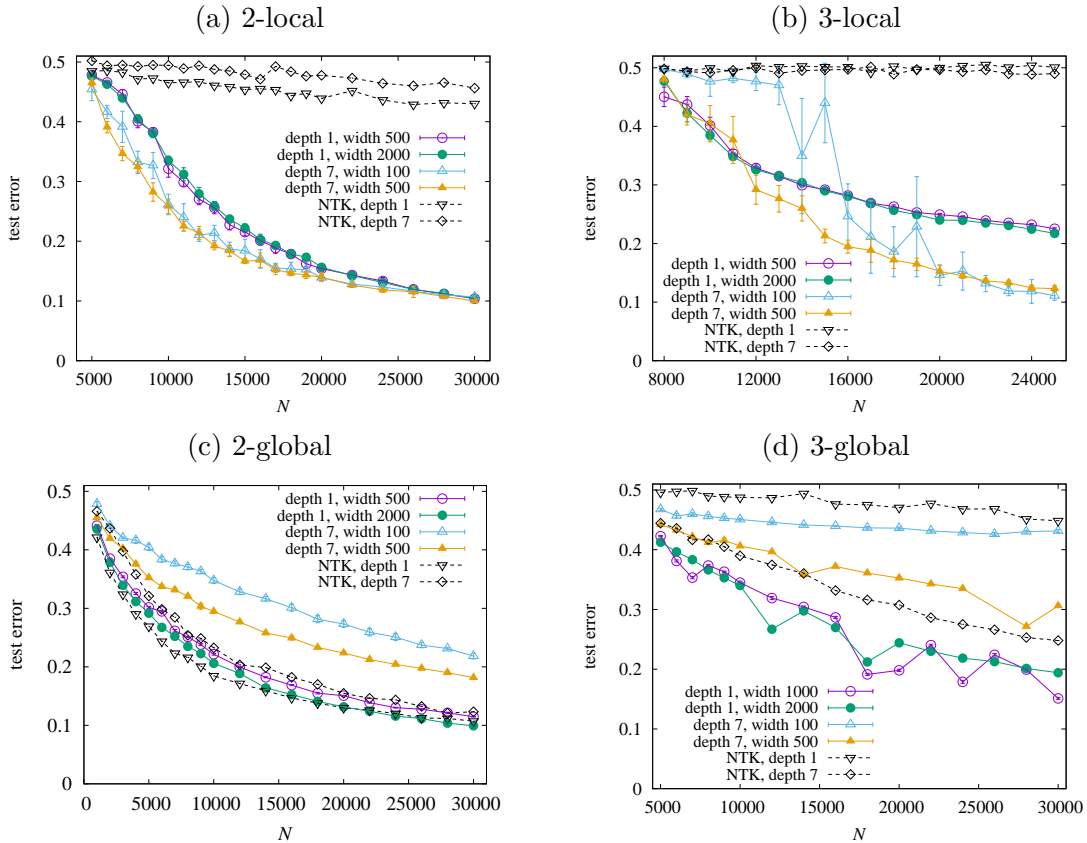 (a) 2-local
test error
0.5
0.4
0.3
0.2
0.1
0
5000 10000 15000 20000 25000 30000
N
depth 1, width 500
depth 1, width 2000
depth 7, width 100
depth 7, width 500
NTK, depth 1
NTK, depth 7
(b) 3-local
test error
0.5
0.4
0.3
0.2
0.1
0
8000 12000 16000 20000 24000
N
depth 1, width 500
depth 1, width 2000
depth 7, width 100
depth 7, width 500
NTK, depth 1
NTK, depth 7
(c) 2-global
test error
0.5
0.4
0.3
0.2
0.1
0
0 5000 10000 15000 20000 25000 30000
N
depth 1, width 500
depth 1, width 2000
depth 7, width 100
depth 7, width 500
NTK, depth 1
NTK, depth 7
(d) 3-global
test error
0.5
0.4
0.3
0.2
0.1
0
5000 10000 15000 20000 25000 30000
N
depth 1, width 1000
depth 1, width 2000
depth 7, width 100
depth 7, width 500
NTK, depth 1
NTK, depth 7